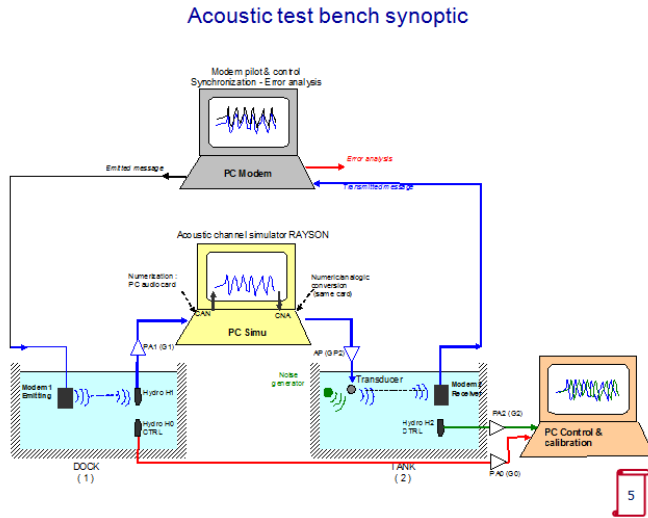 Acoustic test bench synoptic
Modem pilot & control
Synchronization - Error analysis
Emitted message
Error analysis
PC Modem
Transmitted message
Acoustic channel simulator RAYSON
Numerization :
PC audio card
Numeric/analogic
conversion
(same card)
CAN
CNA
PC Simu
PA1 (G1)
AP (GP2)
Noise
generator
Transducer
Modem 1
Emitting
Hydro H1
Modem 2
Receiver
Hydro H0
CTRL
Hydro H2
CTRL
PA2 (G2)
PC Control &
calibration
DOCK
( 1 )
TANK
( 2 )
PA0 (G0)
5